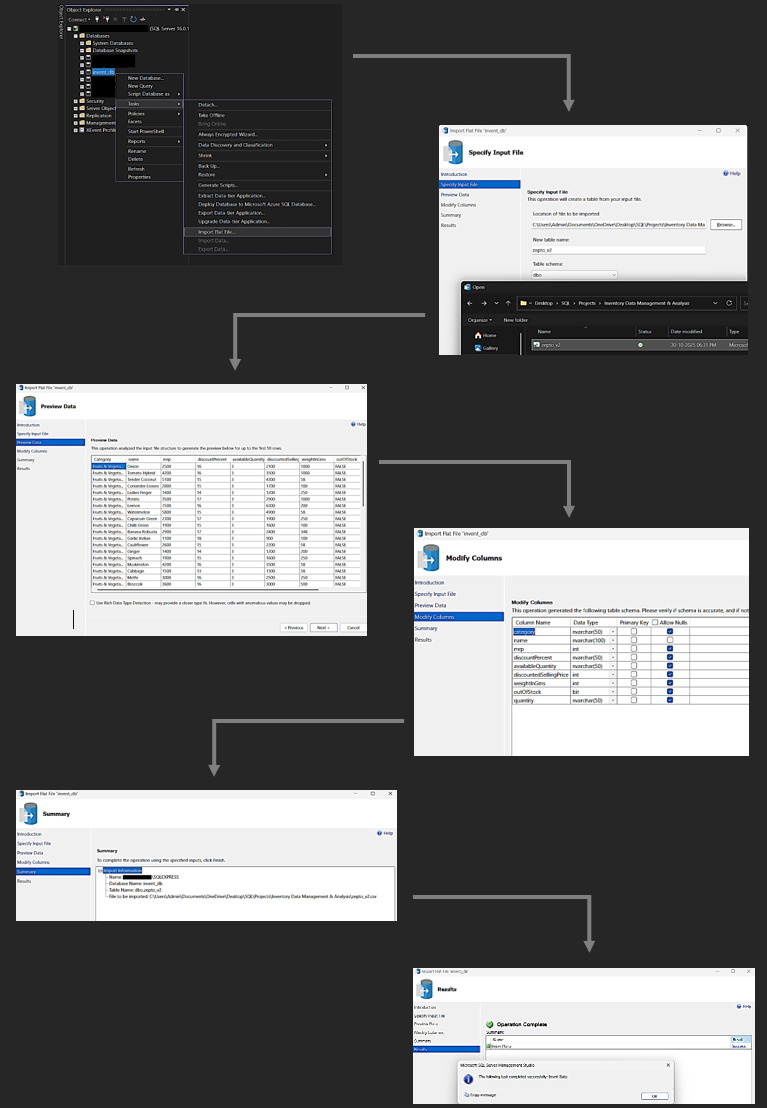 Object Explorer
Object Explorer
Connect
(SQL Server 16.0.1
Databases
System Databases
Database Snapshots
invent_db
Security
Server Object
Replication
Management
XEvent Profile
New Database...
New Query
Script Database as
Tasks
Policies
Facets
Start PowerShell
Reports
Rename
Delete
Refresh
Properties
Detach...
Take Offline
Bring Online
Always Encrypted Wizard...
Data Discovery and Classification
Shrink
Back Up...
Restore
Generate Scripts...
Extract Data-tier Application...
Deploy Database to Microsoft Azure SQL Database...
Export Data-tier Application...
Upgrade Data-tier Application...
Import Flat File...
Import Data...
Export Data...
Import Flat File 'invent_db'
Specify Input File
Help
Introduction
Specify Input File
Preview Data
Modify Columns
Summary
Results
Specify Input File
This operation will create a table from your input file.
Location of file to be imported
C:\Users\Admin\Documents\OneDrive\Desktop\SQL\Projects\Inventory Data Ma
Browse...
New table name:
zepto_v2
Table schema:
dbo
Open
Desktop > SQL > Projects > Inventory Data Management & Analysis
Organize
New folder
Home
Gallery
Name Status Date modified Type
zepto_v2 30-10-2025 06:31 PM Microsof
Import Flat File 'invent_db'
Preview Data
Help
Introduction
Specify Input File
Preview Data
Modify Columns
Summary
Results
Preview Data
This operation analyzed the input file structure to generate the preview below for up to the first 50 rows.
Category name mrp discountPercent availableQuantity discountedSelling weightInGms outOfStock
Fruits & Vegeta... Onion 2500 16 3 2100 1000 FALSE
Fruits & Vegeta... Tomato Hybrid 4200 16 3 3500 1000 FALSE
Fruits & Vegeta... Tender Coconut 5100 15 3 4300 58 FALSE
Fruits & Vegeta... Coriander Leaves 2000 15 3 1700 100 FALSE
Fruits & Vegeta... Ladies Finger 1400 14 3 1200 250 FALSE
Fruits & Vegeta... Potato 3500 17 3 2900 1000 FALSE
Fruits & Vegeta... Lemon 7500 16 3 6300 200 FALSE
Fruits & Vegeta... Watermelon 5800 15 3 4900 58 FALSE
Fruits & Vegeta... Capsicum Green 2300 17 3 1900 250 FALSE
Fruits & Vegeta... Chilli Green 1900 15 3 1600 100 FALSE
Fruits & Vegeta... Banana Robusta 2900 17 3 2400 348 FALSE
Fruits & Vegeta... Garlic Indian 1100 18 3 900 100 FALSE
Fruits & Vegeta... Cauliflower 2600 15 3 2200 58 FALSE
Fruits & Vegeta... Ginger 1400 14 3 1200 200 FALSE
Fruits & Vegeta... Spinach 1900 15 3 1600 250 FALSE
Fruits & Vegeta... Muskmelon 4200 16 3 3500 58 FALSE
Fruits & Vegeta... Cabbage 1500 13 3 1300 58 FALSE
Fruits & Vegeta... Methi 3000 16 3 2500 250 FALSE
Fruits & Vegeta... Broccoli 3600 16 3 3000 500 FALSE
Use Rich Data Type Detection - may provide a closer type fit. However, cells with anomalous values may be dropped.
< Previous
Next >
Cancel
Import Flat File 'invent_db'
Modify Columns
Introduction
Specify Input File
Preview Data
Modify Columns
Summary
Results
Modify Columns
This operation generated the following table schema. Please verify if schema is accurate, and if not
Column Name Data Type Primary Key Allow Nulls
category nvarchar(50)
name nvarchar(100)
mrp int
discountPercent nvarchar(50)
availableQuantity nvarchar(50)
discountedSellingPrice int
weightInGms int
outOfStock bit
quantity nvarchar(50)
Import Flat File 'invent_db'
Summary
Help
Introduction
Specify Input File
Preview Data
Modify Columns
Summary
Results
Summary
To complete the operation using the specified inputs, click Finish.
Import information
Name: \SQLEXPRESS
Database Name: invent_db
Table Name: dbo.zepto_v2
File to be imported: C:\Users\Admin\Documents\OneDrive\Desktop\SQL\Projects\Inventory Data Management & Analysis\zepto_v2.csv
Import Flat File 'invent_db'
Results
Help
Introduction
Specify Input File
Preview Data
Modify Columns
Summary
Results
Operation Complete
Summary:
Name Result
Insert Data Success
Microsoft SQL Server Management Studio
The following task completed successfully: Insert Data
Copy message
OK